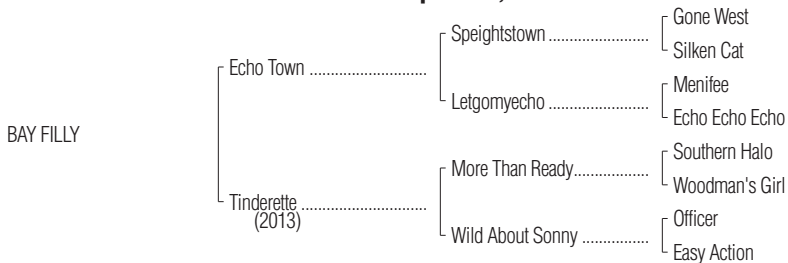 Gone West
Speightstown ........................
Silken Cat
Echo Town ............................
Menifee
Letgomyecho ........................
Echo Echo Echo
BAY FILLY
Southern Halo
More Than Ready..................
Woodman's Girl
Tinderette ..............................
(2013)
Officer
Wild About Sonny ................
Easy Action